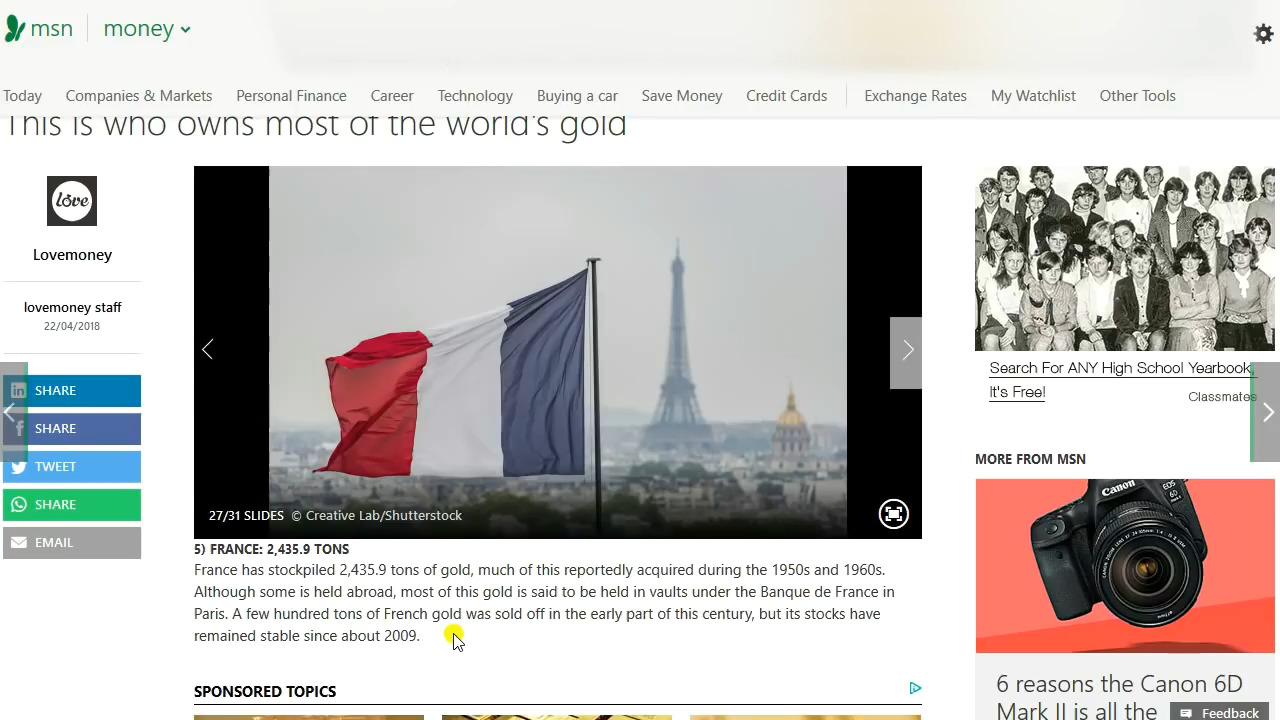 msn
money
Today
Companies & Markets
Personal Finance
Career
Technology
Buying a car
Save Money
Credit Cards
Exchange Rates
My Watchlist
Other Tools
This is who owns most of the world's gold
love
Lovemoney
lovemoney staff
22/04/2018
in SHARE
f SHARE
TWEET
SHARE
EMAIL
27/31 SLIDES © Creative Lab/Shutterstock
5) FRANCE: 2,435.9 TONS
France has stockpiled 2,435.9 tons of gold, much of this reportedly acquired during the 1950s and 1960s.
Although some is held abroad, most of this gold is said to be held in vaults under the Banque de France in
Paris. A few hundred tons of French gold was sold off in the early part of this century, but its stocks have
remained stable since about 2009.
SPONSORED TOPICS
Search For ANY High School Yearbook,
It's Free!
Classmates
MORE FROM MSN
Canon
EOS
6D
6 reasons the Canon 6D
Mark II is all the
Feedback